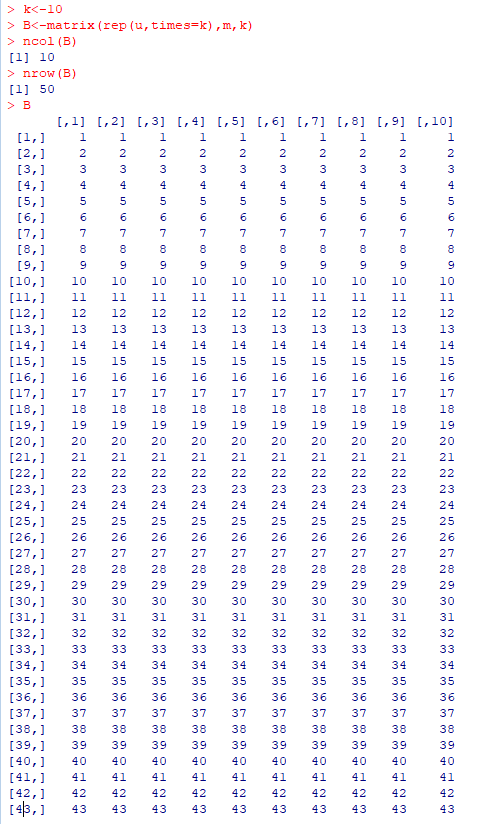 > k<-10
> B<-matrix(rep(u,times=k),m,k)
> ncol(B)
[1] 10
> nrow(B)
[1] 50
> B
[,1] [,2] [,3] [,4] [,5] [,6] [,7] [,8] [,9] [,10]
[1,] 1 1 1 1 1 1 1 1 1 1
[2,] 2 2 2 2 2 2 2 2 2 2
[3,] 3 3 3 3 3 3 3 3 3 3
[4,] 4 4 4 4 4 4 4 4 4 4
[5,] 5 5 5 5 5 5 5 5 5 5
[6,] 6 6 6 6 6 6 6 6 6 6
[7,] 7 7 7 7 7 7 7 7 7 7
[8,] 8 8 8 8 8 8 8 8 8 8
[9,] 9 9 9 9 9 9 9 9 9 9
[10,] 10 10 10 10 10 10 10 10 10 10
[11,] 11 11 11 11 11 11 11 11 11 11
[12,] 12 12 12 12 12 12 12 12 12 12
[13,] 13 13 13 13 13 13 13 13 13 13
[14,] 14 14 14 14 14 14 14 14 14 14
[15,] 15 15 15 15 15 15 15 15 15 15
[16,] 16 16 16 16 16 16 16 16 16 16
[17,] 17 17 17 17 17 17 17 17 17 17
[18,] 18 18 18 18 18 18 18 18 18 18
[19,] 19 19 19 19 19 19 19 19 19 19
[20,] 20 20 20 20 20 20 20 20 20 20
[21,] 21 21 21 21 21 21 21 21 21 21
[22,] 22 22 22 22 22 22 22 22 22 22
[23,] 23 23 23 23 23 23 23 23 23 23
[24,] 24 24 24 24 24 24 24 24 24 24
[25,] 25 25 25 25 25 25 25 25 25 25
[26,] 26 26 26 26 26 26 26 26 26 26
[27,] 27 27 27 27 27 27 27 27 27 27
[28,] 28 28 28 28 28 28 28 28 28 28
[29,] 29 29 29 29 29 29 29 29 29 29
[30,] 30 30 30 30 30 30 30 30 30 30
[31,] 31 31 31 31 31 31 31 31 31 31
[32,] 32 32 32 32 32 32 32 32 32 32
[33,] 33 33 33 33 33 33 33 33 33 33
[34,] 34 34 34 34 34 34 34 34 34 34
[35,] 35 35 35 35 35 35 35 35 35 35
[36,] 36 36 36 36 36 36 36 36 36 36
[37,] 37 37 37 37 37 37 37 37 37 37
[38,] 38 38 38 38 38 38 38 38 38 38
[39,] 39 39 39 39 39 39 39 39 39 39
[40,] 40 40 40 40 40 40 40 40 40 40
[41,] 41 41 41 41 41 41 41 41 41 41
[42,] 42 42 42 42 42 42 42 42 42 42
[43,] 43 43 43 43 43 43 43 43 43 43